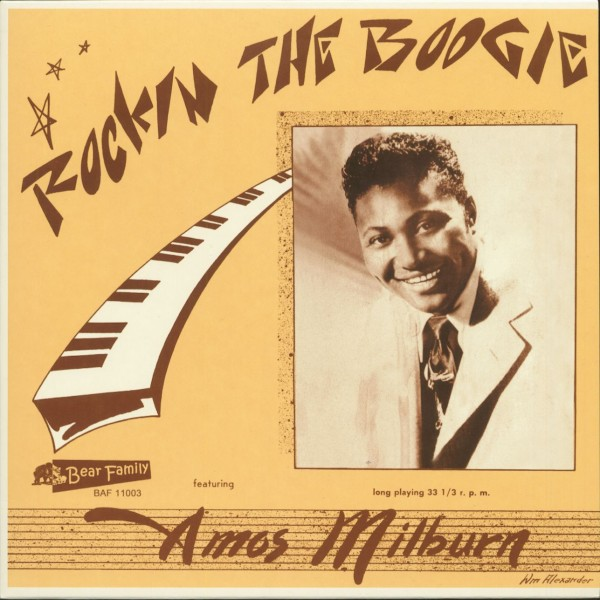 ROCKIN THE BOOGIE
Bear Family
BAF 11003
featuring
long playing 33 1/3 r. p. m.
Amos Milburn
Wm Alexander